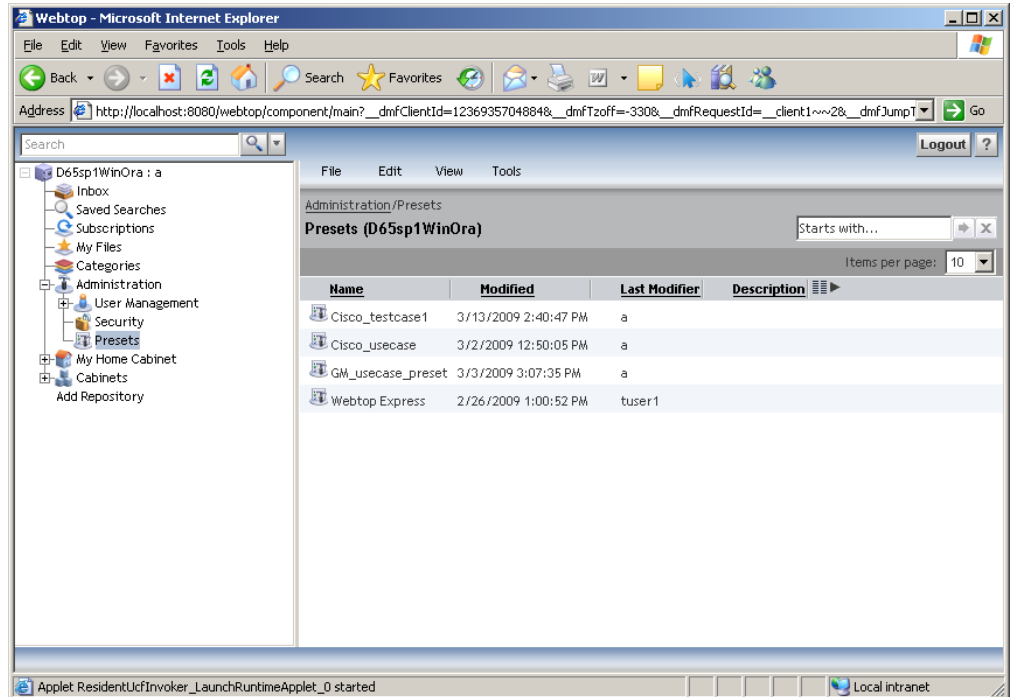 Webtop - Microsoft Internet Explorer
File Edit View Favorites Tools Help
Back Search Favorites
Address http://localhost:8080/webtop/component/main?__dmfClientId=1236935704884&__dmfTzoff=-330&__dmfRequestId=__client1~~2&__dmfJumpT Go
Search Logout ?
D65sp1WinOra : a
Inbox
Saved Searches
Subscriptions
My Files
Categories
Administration
User Management
Security
Presets
My Home Cabinet
Cabinets
Add Repository
File Edit View Tools
Administration/Presets
Presets (D65sp1WinOra) Starts with... X
Items per page: 10
Name Modified Last Modifier Description
Cisco_testcase1 3/13/2009 2:40:47 PM a
Cisco_usecase 3/2/2009 12:50:05 PM a
GM_usecase_preset 3/3/2009 3:07:35 PM a
Webtop Express 2/26/2009 1:00:52 PM tuser1
Applet ResidentUcfInvoker_LaunchRuntimeApplet_0 started Local intranet